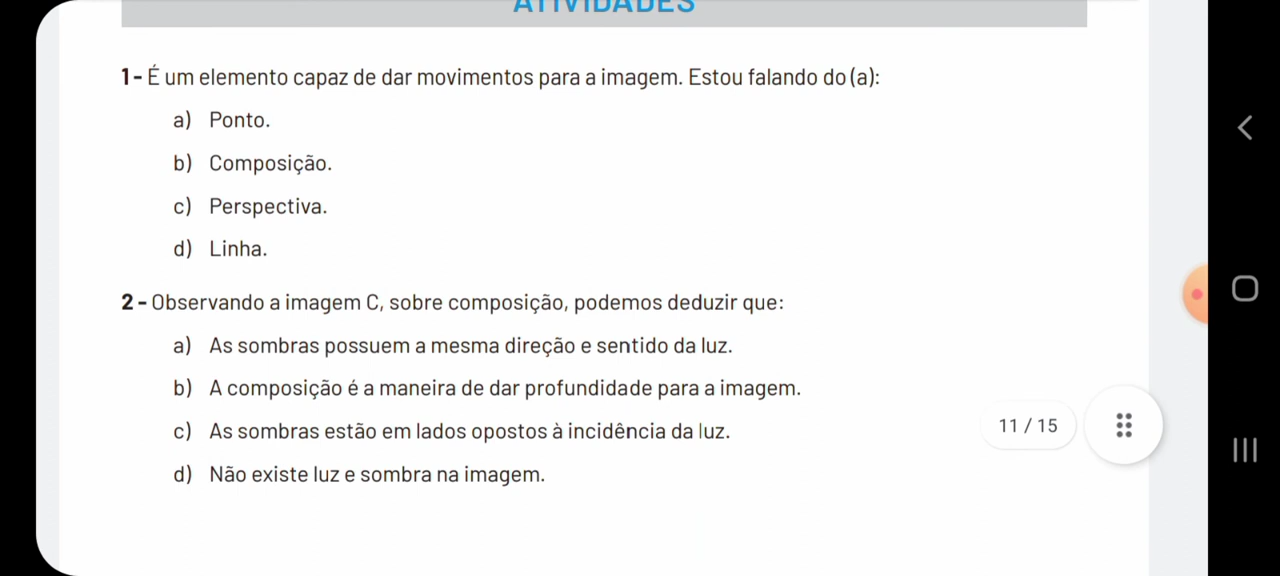 ATIVIDADES
1 - É um elemento capaz de dar movimentos para a imagem. Estou falando do (a):
a) Ponto.
b) Composição.
c) Perspectiva.
d) Linha.
2 - Observando a imagem C, sobre composição, podemos deduzir que:
a) As sombras possuem a mesma direção e sentido da luz.
b) A composição é a maneira de dar profundidade para a imagem.
c) As sombras estão em lados opostos à incidência da luz.
11 / 15
d) Não existe luz e sombra na imagem.